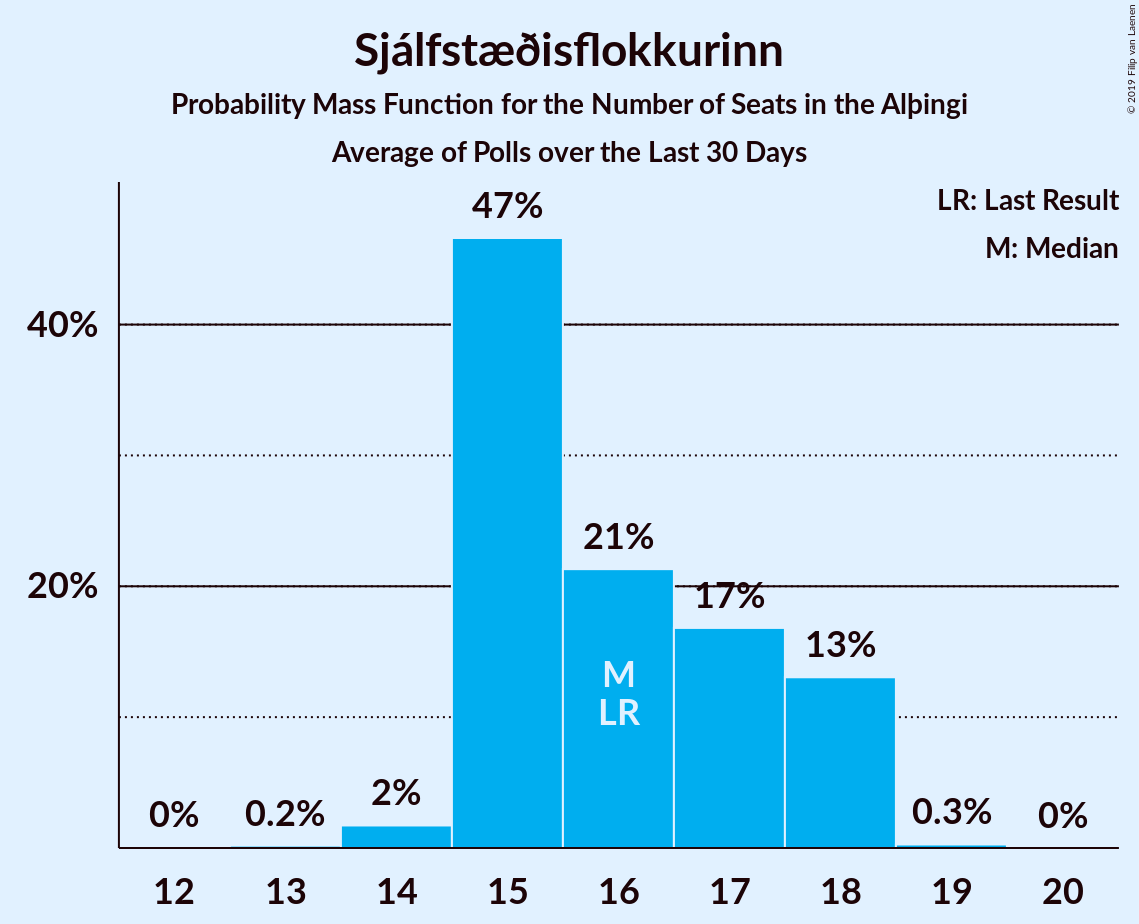 Sjálfstæðisflokkurinn
Probability Mass Function for the Number of Seats in the Alþingi
Average of Polls over the Last 30 Days
© 2019 Filip van Laenen
LR: Last Result
M: Median
40%
20%
0%
0.2%
2%
47%
21%
17%
13%
0.3%
0%
M
LR
12 13 14 15 16 17 18 19 20